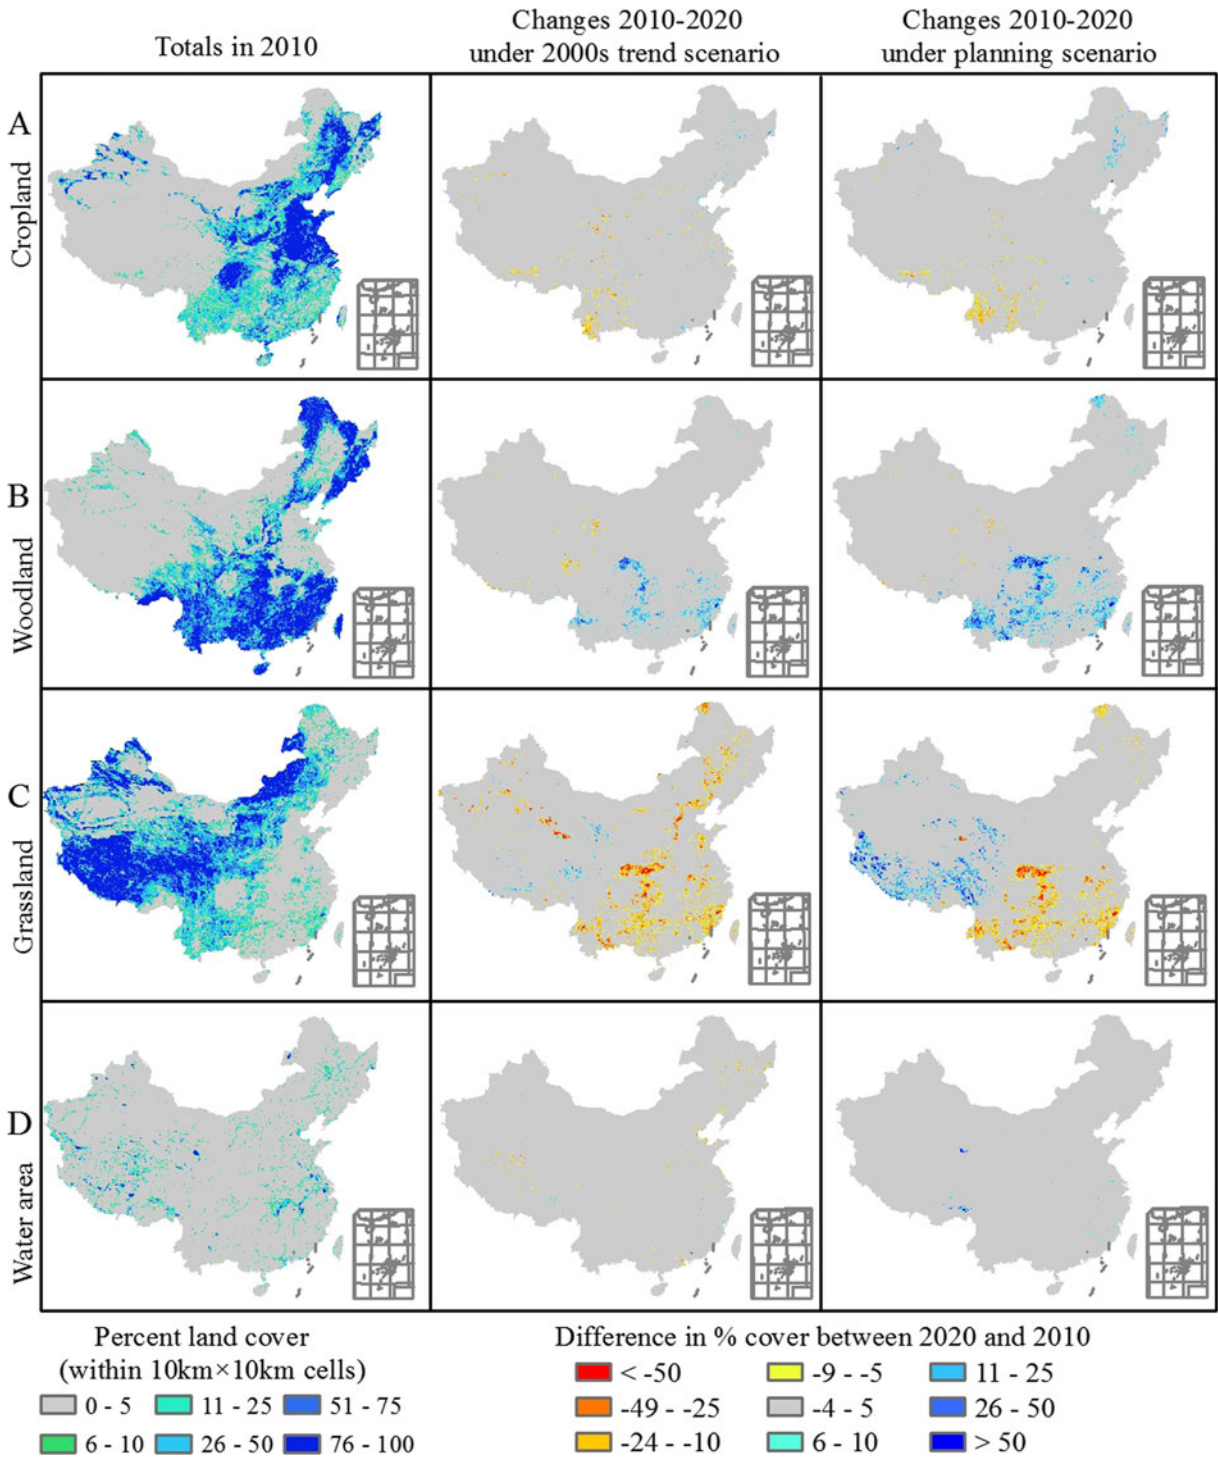 Totals in 2010
Changes 2010-2020
under 2000s trend scenario
Changes 2010-2020
under planning scenario
A
Cropland
B
Woodland
C
Grassland
D
Water area
Percent land cover
(within 10km×10km cells)
0 - 5
11 - 25
51 - 75
6 - 10
26 - 50
76 - 100
Difference in % cover between 2020 and 2010
< -50
-9 - -5
11 - 25
-49 - -25
-4 - 5
26 - 50
-24 - -10
6 - 10
> 50